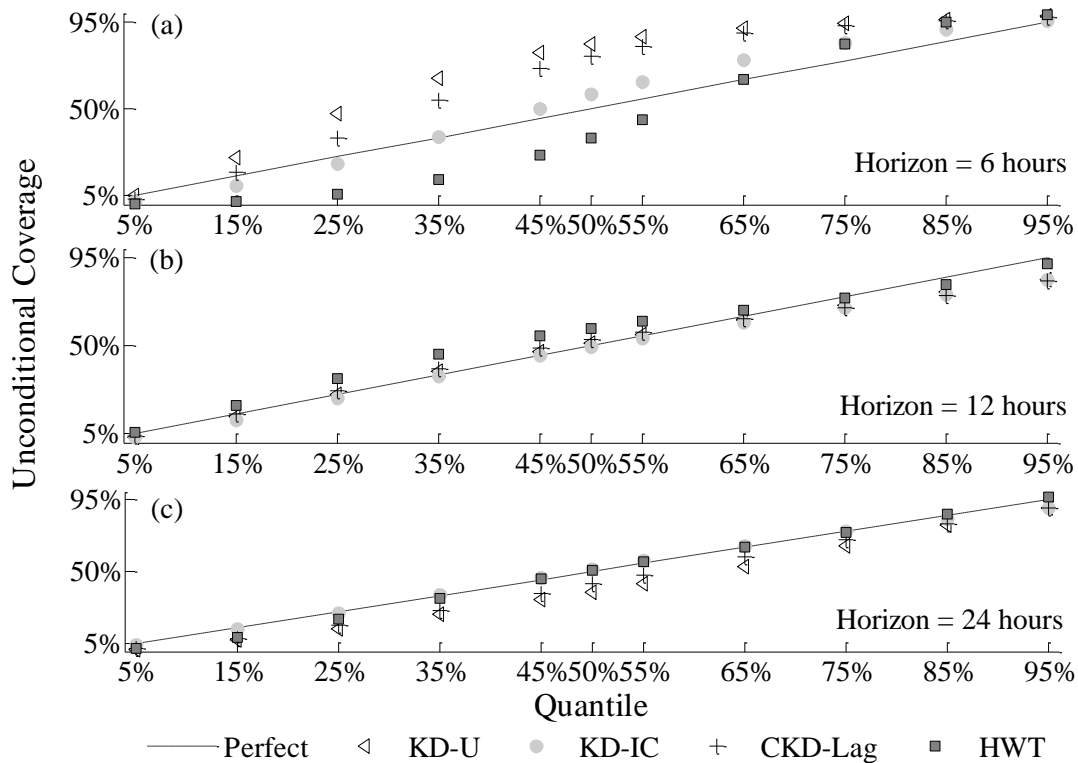 Unconditional Coverage
95%
(a)
50%
Horizon = 6 hours
5%
5% 15% 25% 35% 45% 50% 55% 65% 75% 85% 95%
95%
(b)
50%
Horizon = 12 hours
5%
5% 15% 25% 35% 45% 50% 55% 65% 75% 85% 95%
95%
(c)
50%
Horizon = 24 hours
5%
5% 15% 25% 35% 45% 50% 55% 65% 75% 85% 95%
Quantile
Perfect KD-U KD-IC CKD-Lag HWT